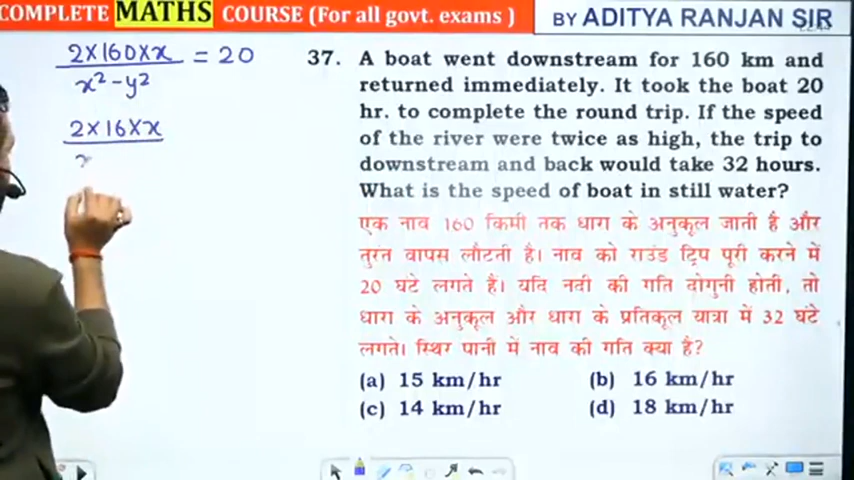 COMPLETE MATHS COURSE (For all govt. exams)
BY ADITYA RANJAN SIR
2×160×x
/ x²-y² = 20
2×16×x
37. A boat went downstream for 160 km and
returned immediately. It took the boat 20
hr. to complete the round trip. If the speed
of the river were twice as high, the trip to
downstream and back would take 32 hours.
What is the speed of boat in still water?
एक नाव 160 किमी तक धारा के अनुकूल जाती है और
तुरंत वापस लौटती है। नाव को राउंड ट्रिप पूरी करने में
20 घंटे लगते हैं। यदि नदी की गति दोगुनी होती, तो
धारा के अनुकूल और धारा के प्रतिकूल यात्रा में 32 घंटे
लगते। स्थिर पानी में नाव की गति क्या है?
(a) 15 km/hr (b) 16 km/hr
(c) 14 km/hr (d) 18 km/hr